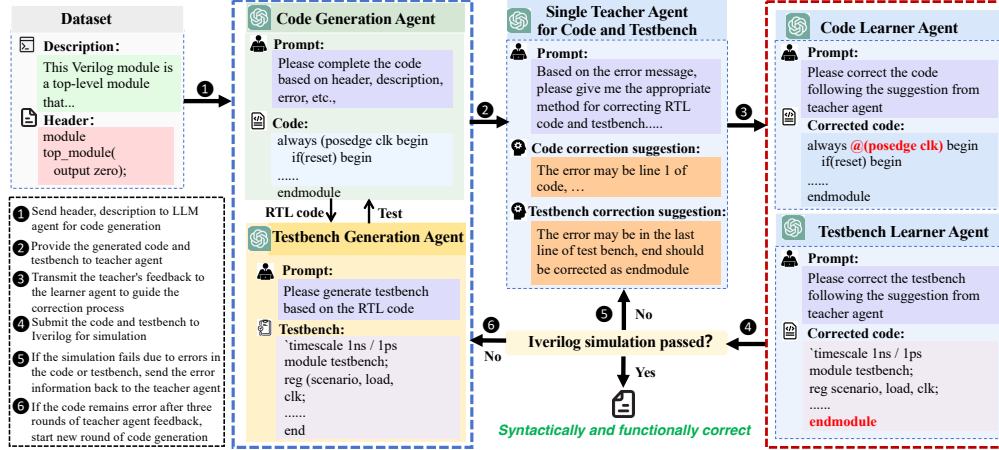 Dataset
Description:
This Verilog module is
a top-level module
that...
Header:
module
top_module(
output zero);
1 Send header, description to LLM
agent for code generation
2 Provide the generated code and
testbench to teacher agent
3 Transmit the teacher's feedback to
the learner agent to guide the
correction process
4 Submit the code and testbench to
Iverilog for simulation
5 If the simulation fails due to errors in
the code or testbench, send the error
information back to the teacher agent
6 If the code remains error after three
rounds of teacher agent feedback,
start new round of code generation
1
Code Generation Agent
Prompt:
Please complete the code
based on header, description,
error, etc.,
Code:
always (posedge clk begin
if(reset) begin
......
endmodule
RTL code
Test
Testbench Generation Agent
Prompt:
Please generate testbench
based on the RTL code
Testbench:
`timescale 1ns / 1ps
module testbench;
reg (scenario, load,
clk;
......
end
2
Single Teacher Agent
for Code and Testbench
Prompt:
Based on the error message,
please give me the appropriate
method for correcting RTL
code and testbench.....
Code correction suggestion:
The error may be line 1 of
code, …
Testbench correction suggestion:
The error may be in the last
line of test bench, end should
be corrected as endmodule
3
5 No
6
No
Iverilog simulation passed?
4
Yes
Syntactically and functionally correct
Code Learner Agent
Prompt:
Please correct the code
following the suggestion from
teacher agent
Corrected code:
always @(posedge clk) begin
if(reset) begin
......
endmodule
Testbench Learner Agent
Prompt:
Please correct the testbench
following the suggestion from
teacher agent
Corrected code:
`timescale 1ns / 1ps
module testbench;
reg scenario, load, clk;
......
endmodule